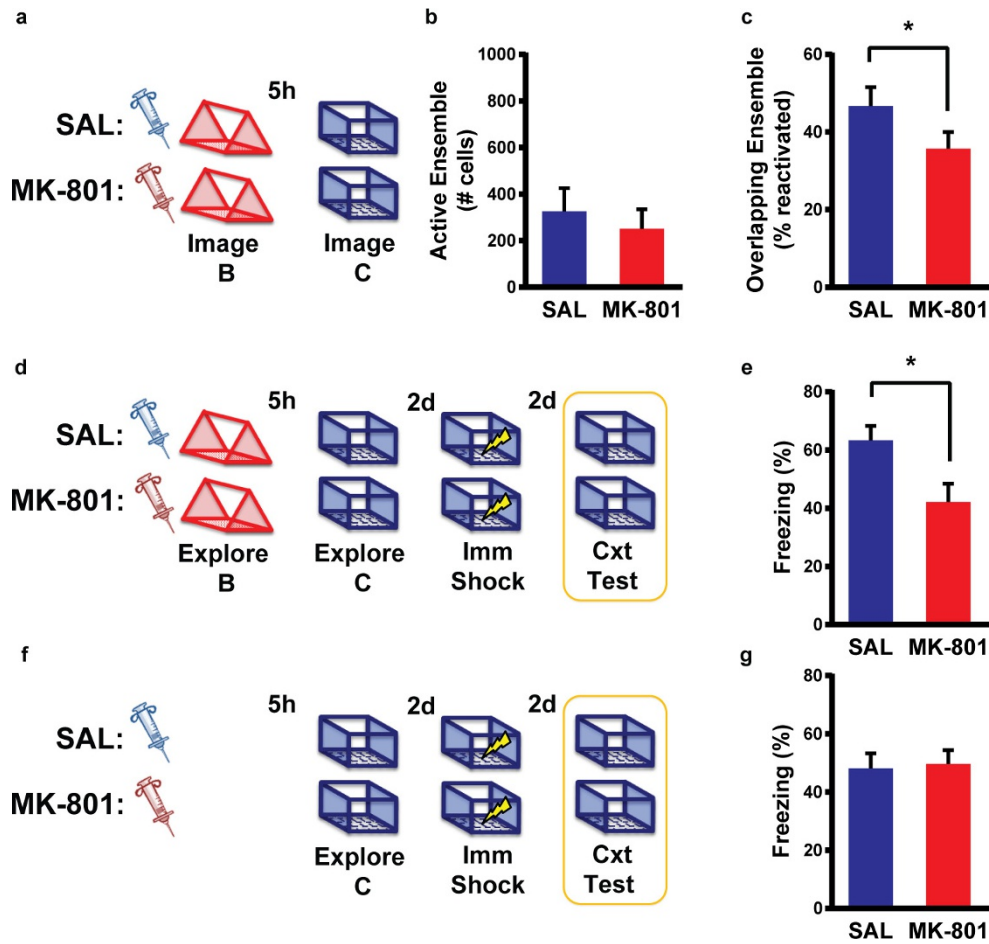 a
SAL:
MK-801:
5h
Image
B
Image
C
b
Active Ensemble
(# cells)
1000
800
600
400
200
0
SAL MK-801
c
*
Overlapping Ensemble
(% reactivated)
60
40
20
0
SAL MK-801
d
SAL:
MK-801:
5h
2d
2d
Explore
B
Explore
C
Imm
Shock
Cxt
Test
e
*
Freezing (%)
80
60
40
20
0
SAL MK-801
f
SAL:
MK-801:
5h
2d
2d
Explore
C
Imm
Shock
Cxt
Test
g
Freezing (%)
80
60
40
20
0
SAL MK-801